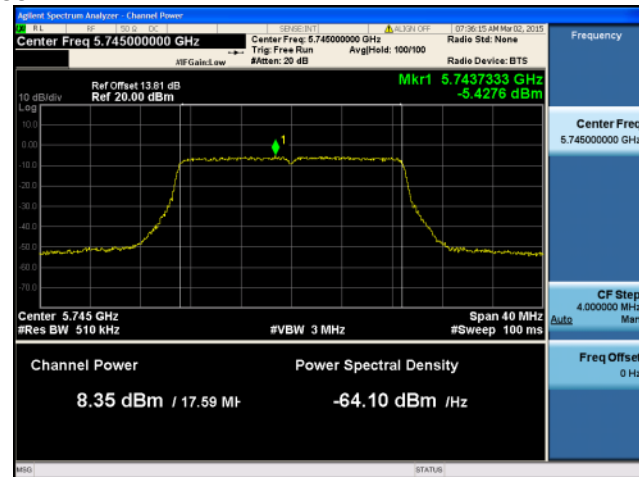 Agilent Spectrum Analyzer - Channel Power
RL RF 50 Ω DC SENSE:INT ALIGN OFF 07:36:15 AM Mar 02, 2015
Center Freq 5.745000000 GHz
Center Freq: 5.745000000 GHz
Radio Std: None
Trig: Free Run Avg|Hold: 100/100
#IFGain:Low #Atten: 20 dB Radio Device: BTS
Frequency
Ref Offset 13.81 dB
Mkr1 5.7437333 GHz
10 dB/div Ref 20.00 dBm -5.4276 dBm
Log
10.0
0.00
-10.0
-20.0
-30.0
-40.0
-50.0
-60.0
-70.0
1
Center 5.745 GHz Span 40 MHz
#Res BW 510 kHz #VBW 3 MHz #Sweep 100 ms
Channel Power Power Spectral Density
8.35 dBm / 17.59 MH -64.10 dBm /Hz
Center Freq
5.745000000 GHz
CF Step
4.000000 MHz
Auto Man
Freq Offset
0 Hz
MSG STATUS